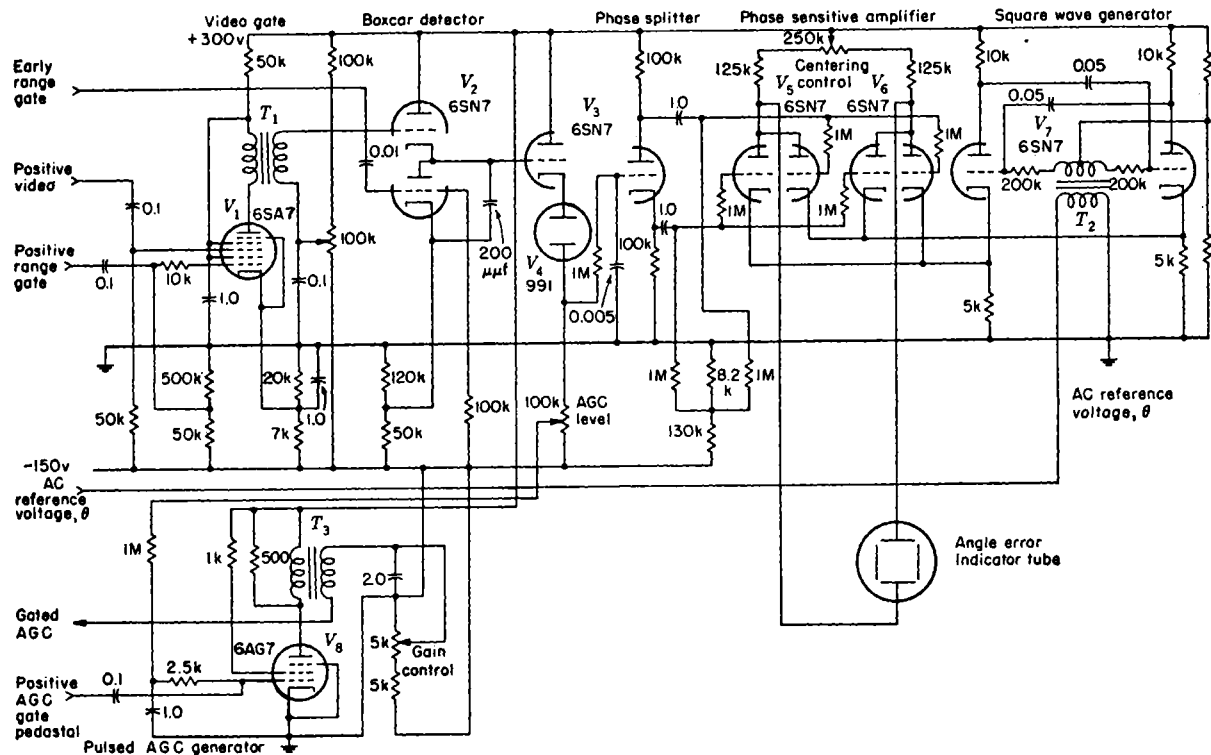 Video gate
Boxcar detector
Phase splitter
Phase sensitive amplifier
Square wave generator
+300v
50k
100k
100k
250k
10k
10k
Early range gate
125k
Centering control
125k
0.05
V2
6SN7
V5
6SN7
V6
6SN7
0.05
T1
V3
6SN7
1.0
1M
1M
V7
6SN7
0.01
Positive video
0.1
V1
6SA7
200k
200k
1M
1M
1.0
T2
Positive range gate
0.1
10k
1.0
0.1
100k
200 μμf
V4
991
1M
0.005
100k
5k
5k
500k
20k
1.0
120k
1M
8.2k
1M
AC reference voltage, θ
50k
50k
7k
50k
100k
100k
AGC level
130k
-150v
AC reference voltage, θ
1M
1k
500
T3
2.0
Angle error Indicator tube
Gated AGC
6AG7
V8
5k
Gain control
2.5k
5k
Positive AGC gate pedestal
0.1
1.0
Pulsed AGC generator